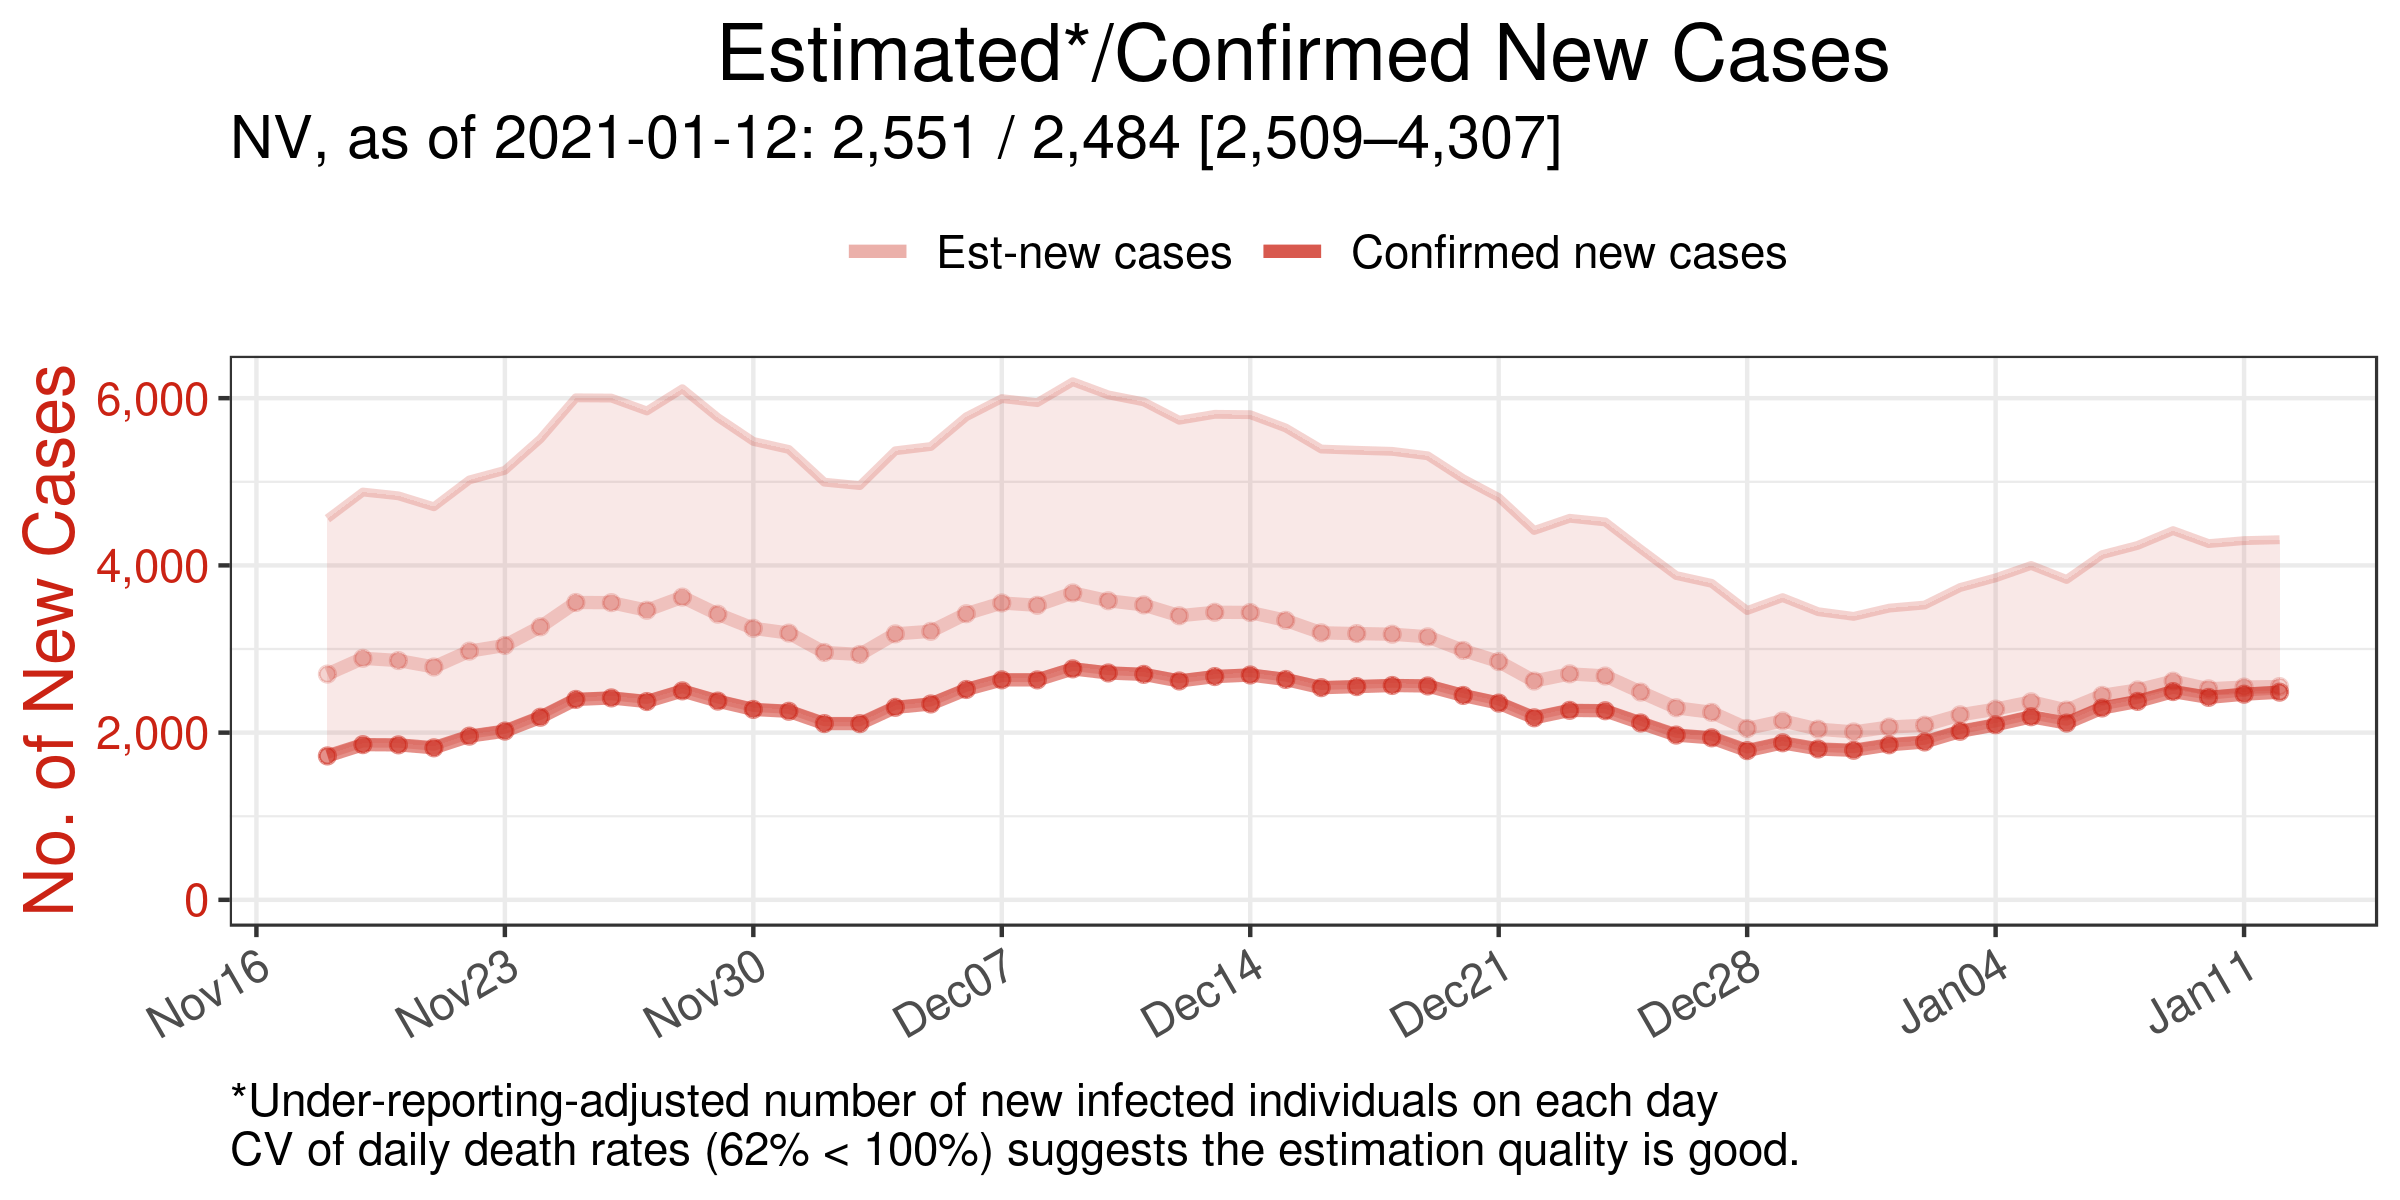 Estimated*/Confirmed New Cases
NV, as of 2021-01-12: 2,551 / 2,484 [2,509–4,307]
Est-new cases
Confirmed new cases
No. of New Cases
6,000
4,000
2,000
0
Nov16
Nov23
Nov30
Dec07
Dec14
Dec21
Dec28
Jan04
Jan11
*Under-reporting-adjusted number of new infected individuals on each day
CV of daily death rates (62% < 100%) suggests the estimation quality is good.